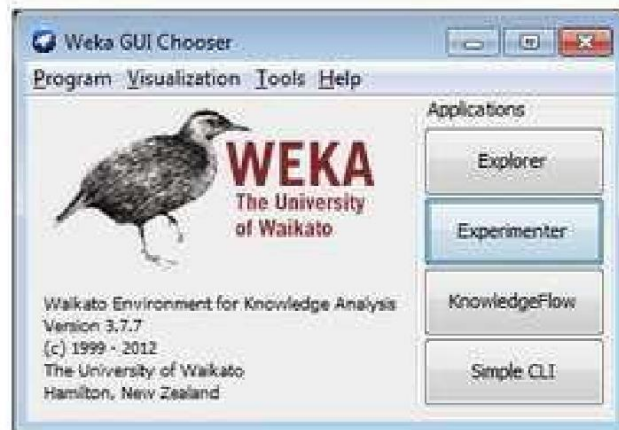 Weka GUI Chooser
Program Visualization Tools Help
WEKA
The University
of Waikato
Waikato Environment for Knowledge Analysis
Version 3.7.7
(c) 1999 - 2012
The University of Waikato
Hamilton, New Zealand
Applications
Explorer
Experimenter
KnowledgeFlow
Simple CLI